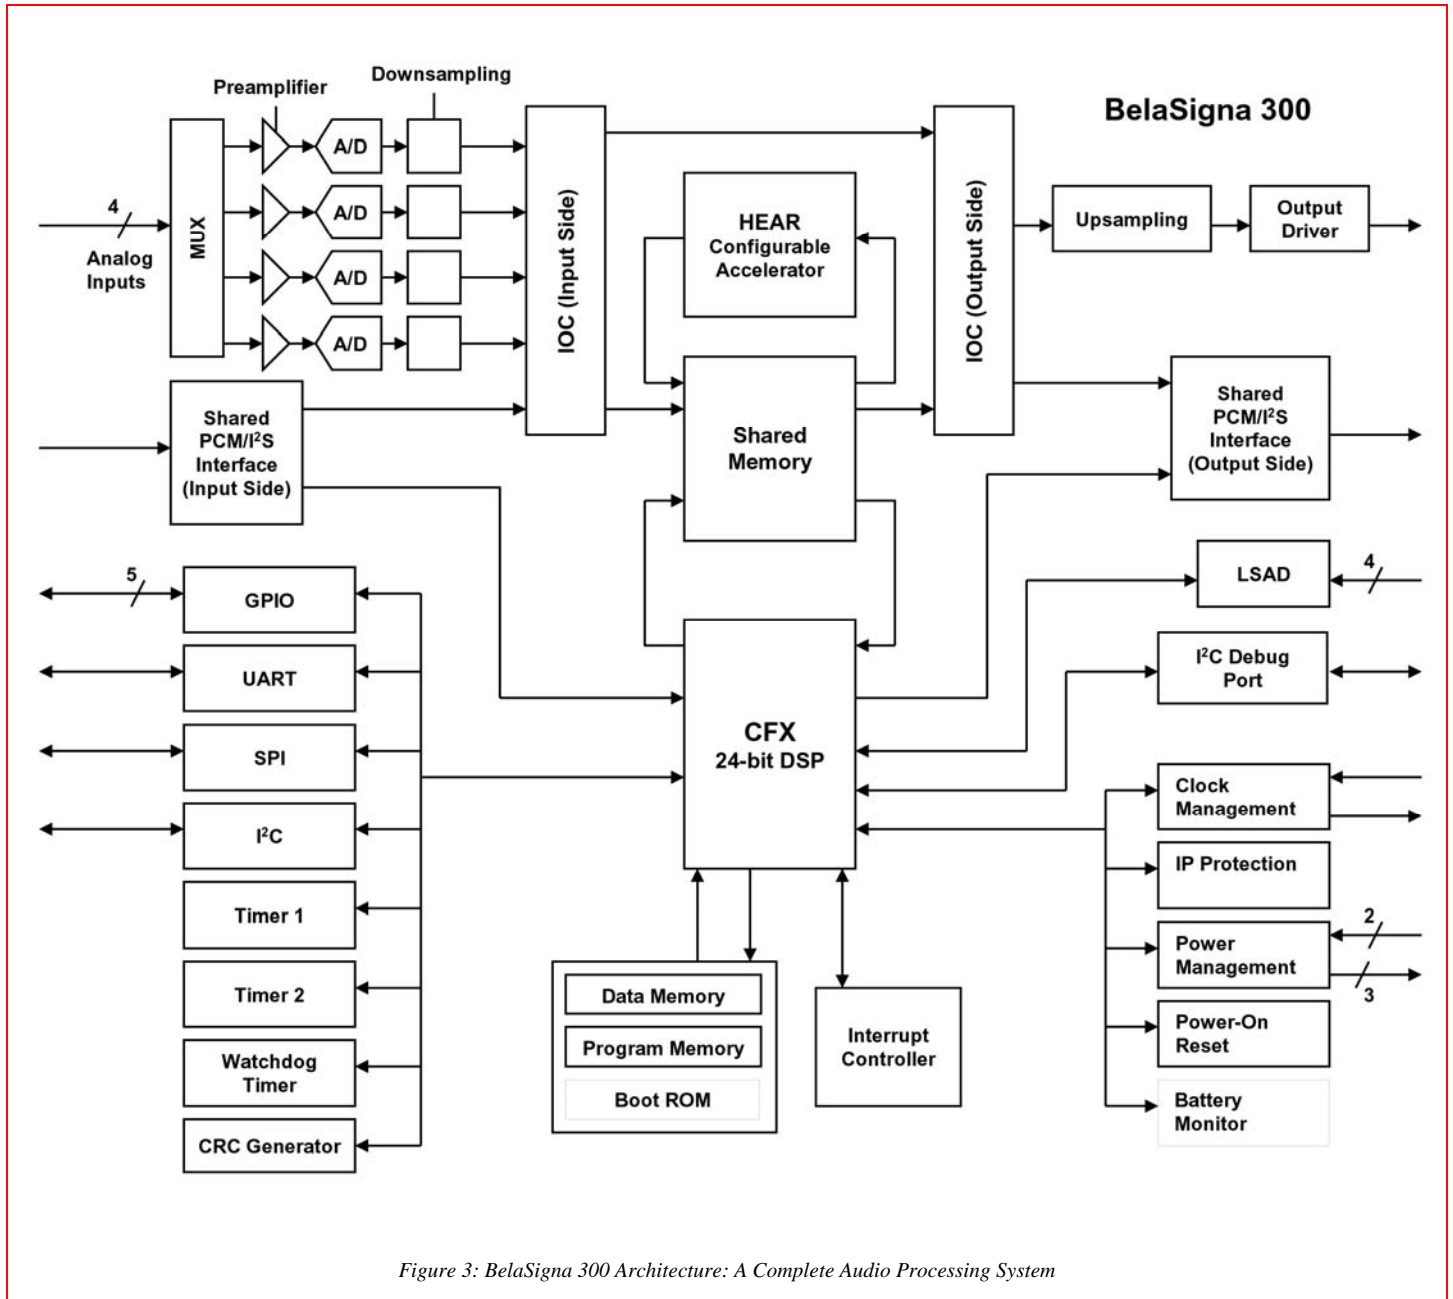 Preamplifier
Downsampling
BelaSigna 300
4
Analog
Inputs
MUX
A/D
A/D
A/D
A/D
IOC (Input Side)
HEAR
Configurable
Accelerator
IOC (Output Side)
Upsampling
Output
Driver
Shared
PCM/I²S
Interface
(Input Side)
Shared
Memory
Shared
PCM/I²S
Interface
(Output Side)
5
GPIO
UART
SPI
I²C
Timer 1
Timer 2
Watchdog
Timer
CRC Generator
CFX
24-bit DSP
LSAD
4
I²C Debug
Port
Clock
Management
IP Protection
Power
Management
2
3
Power-On
Reset
Battery
Monitor
Data Memory
Program Memory
Boot ROM
Interrupt
Controller
Figure 3: BelaSigna 300 Architecture: A Complete Audio Processing System